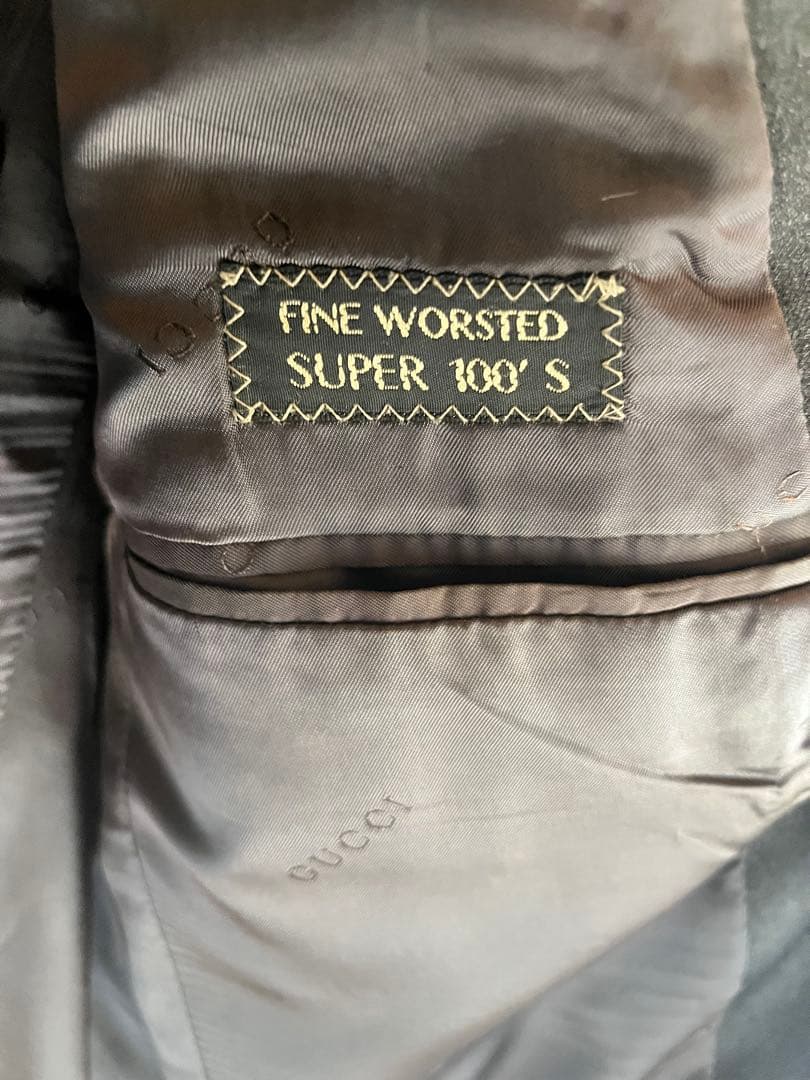 FINE WORSTED
SUPER 100' S
GUCCI